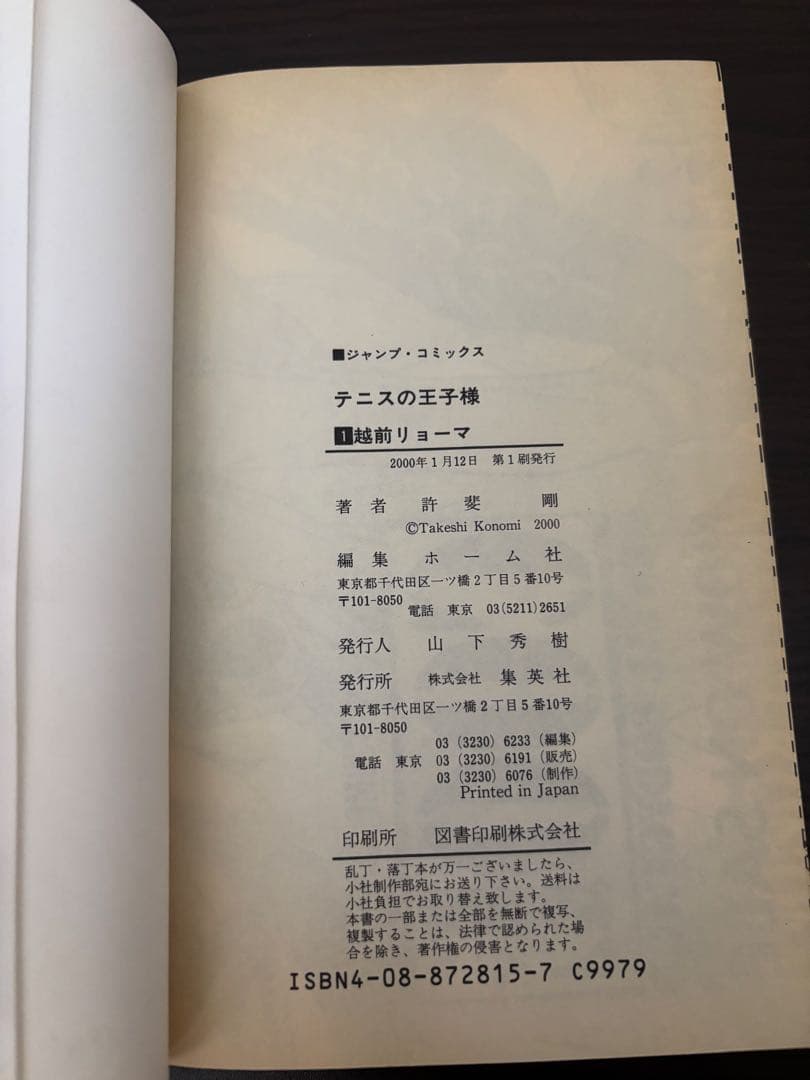 ■ジャンプ・コミックス
テニスの王子様
1越前リョーマ
2000年1月12日 第1刷発行
著者 許斐 剛
©Takeshi Konomi 2000
編集 ホーム社
東京都千代田区一ツ橋2丁目5番10号
〒101-8050
電話 東京 03(5211)2651
発行人 山下秀樹
発行所 株式会社 集英社
東京都千代田区一ツ橋2丁目5番10号
〒101-8050
03(3230)6233(編集)
電話 東京 03(3230)6191(販売)
03(3230)6076(制作)
Printed in Japan
印刷所 図書印刷株式会社
乱丁・落丁本が万一ございましたら、
小社制作部宛にお送り下さい。送料は
小社負担でお取り替え致します。
本書の一部または全部を無断で複写、
複製することは、法律で認められた場
合を除き、著作権の侵害となります。
ISBN4-08-872815-7 C9979